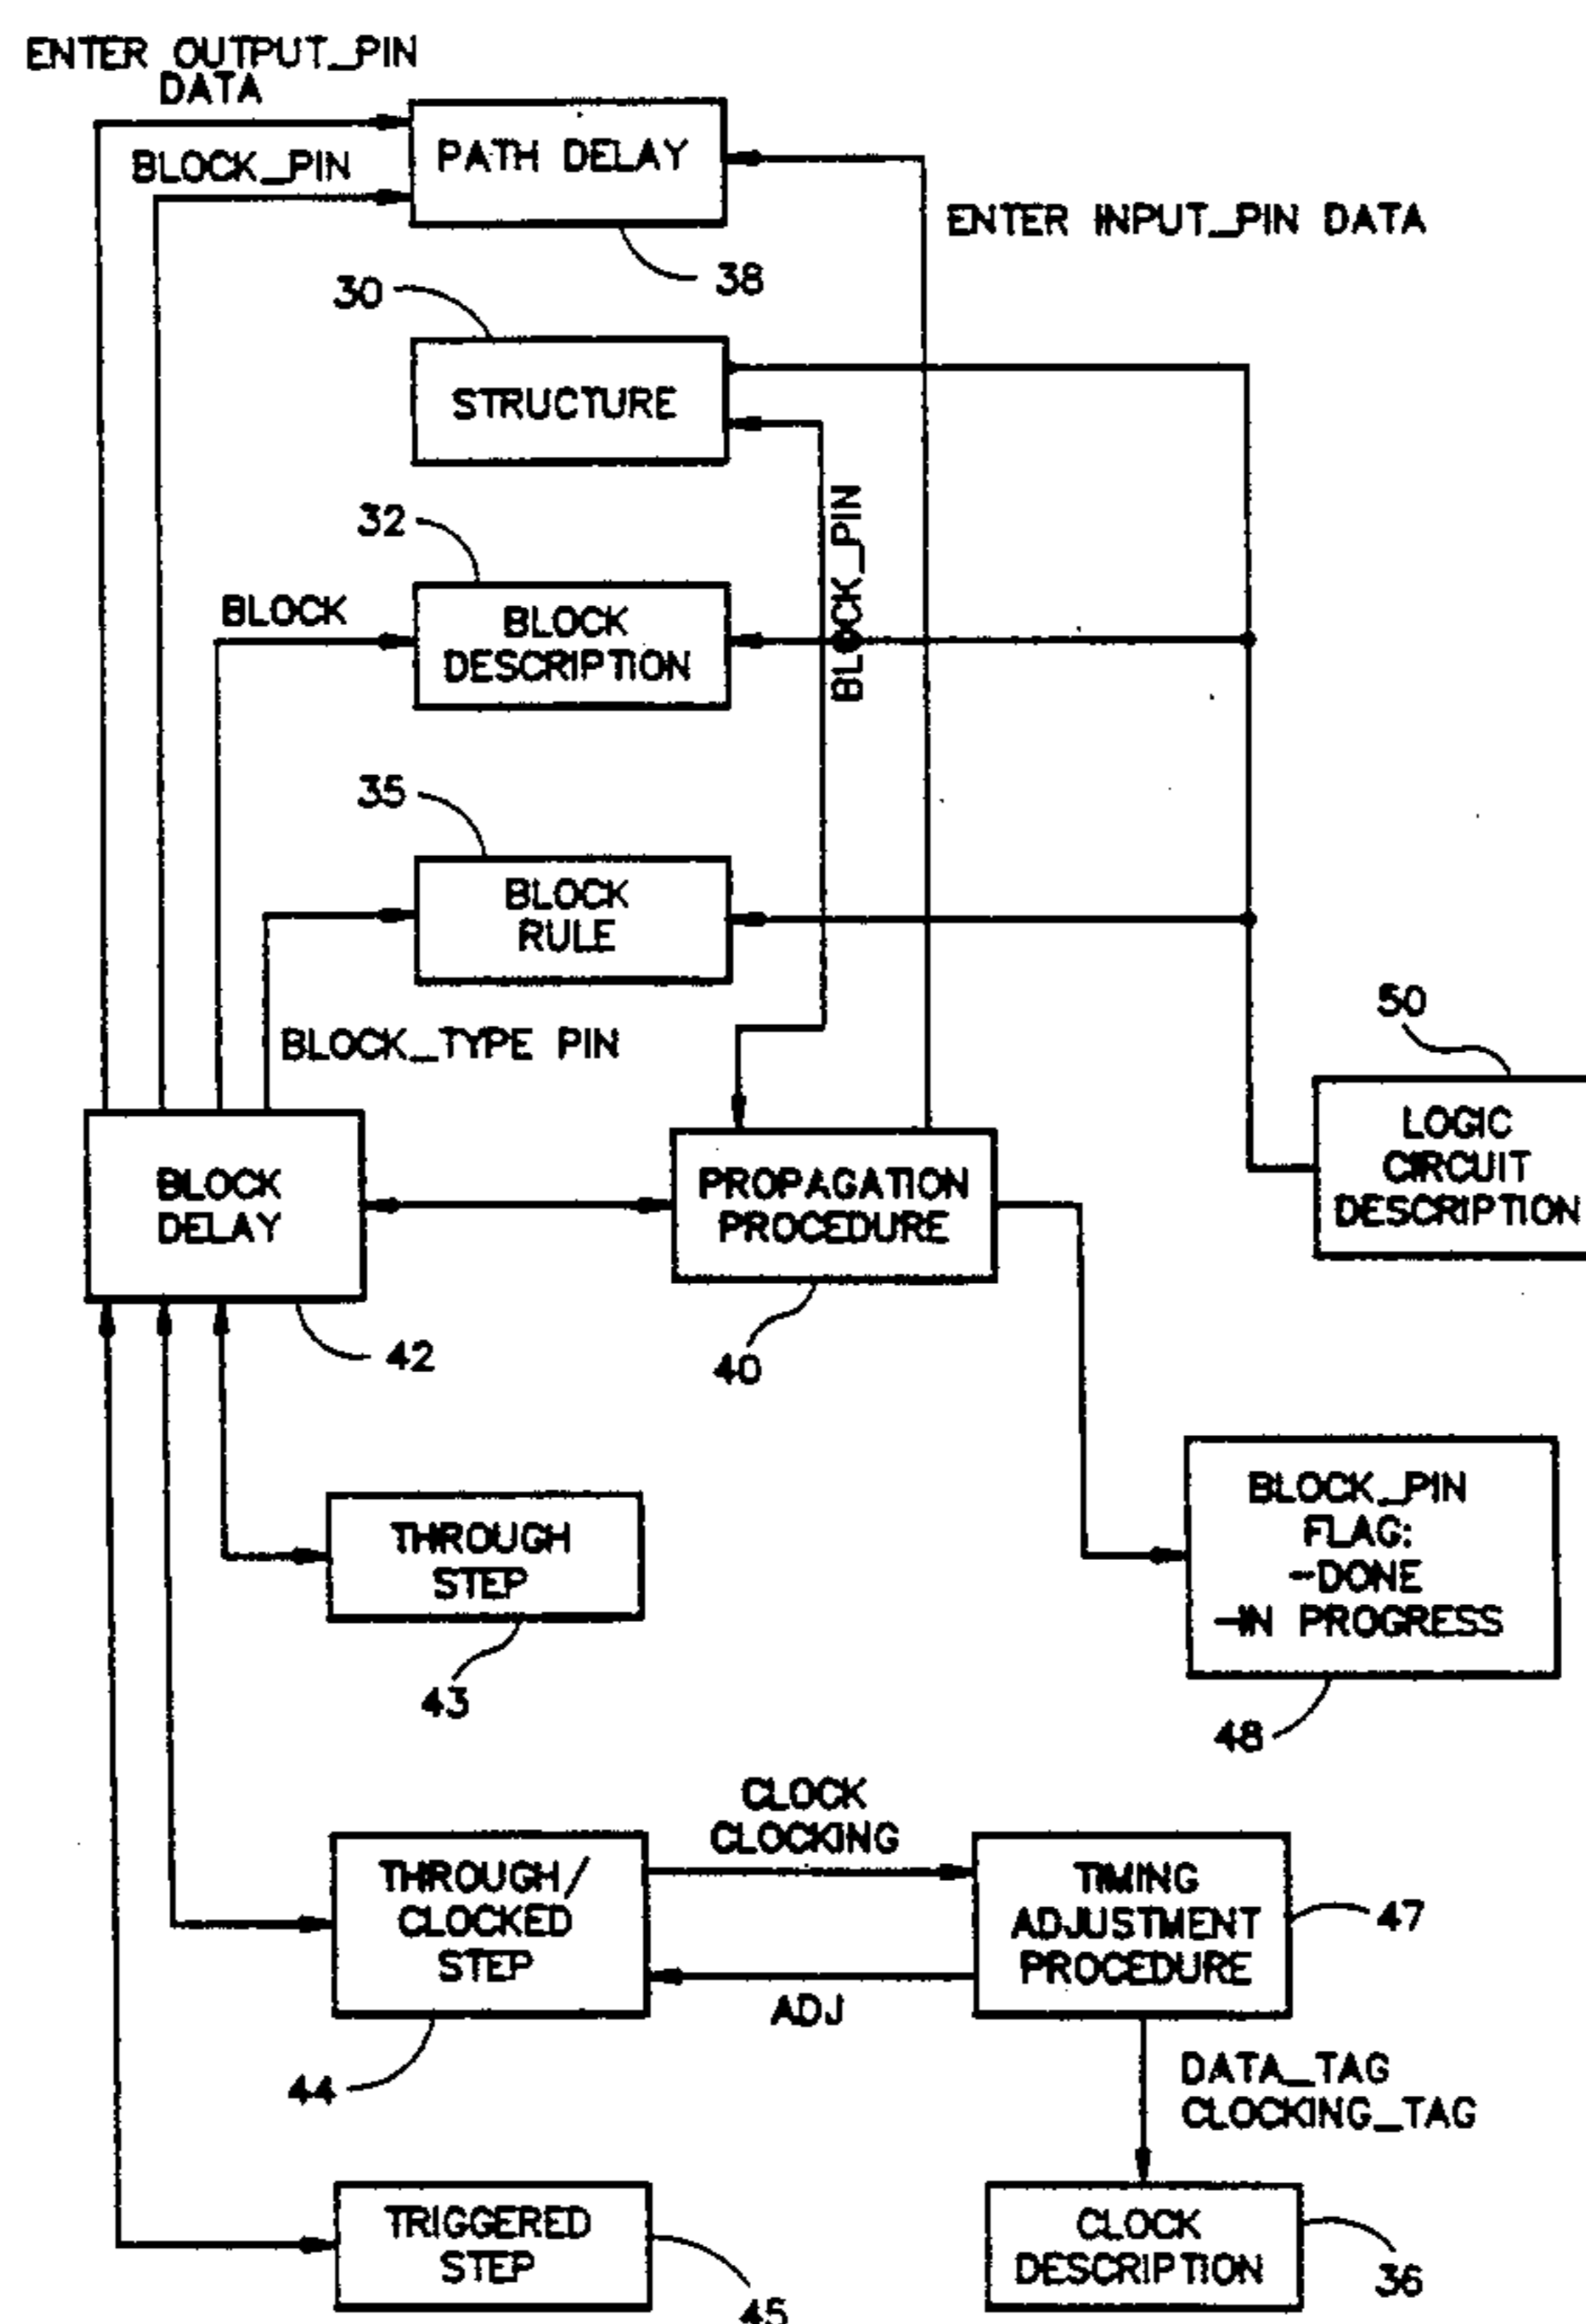 ENTER OUTPUT_PIN
DATA
BLOCK_PIN
PATH DELAY
ENTER INPUT_PIN DATA
38
30
STRUCTURE
BLOCK_PIN
32
BLOCK
BLOCK
DESCRIPTION
35
BLOCK
RULE
BLOCK_TYPE PIN
50
LOGIC
CIRCUIT
DESCRIPTION
BLOCK
DELAY
PROPAGATION
PROCEDURE
42
40
BLOCK_PIN
FLAG:
-DONE
-IN PROGRESS
48
THROUGH
STEP
43
CLOCK
CLOCKING
THROUGH/
CLOCKED
STEP
TIMING
ADJUSTMENT
PROCEDURE
47
ADJ
44
DATA_TAG
CLOCKING_TAG
TRIGGERED
STEP
45
CLOCK
DESCRIPTION
36